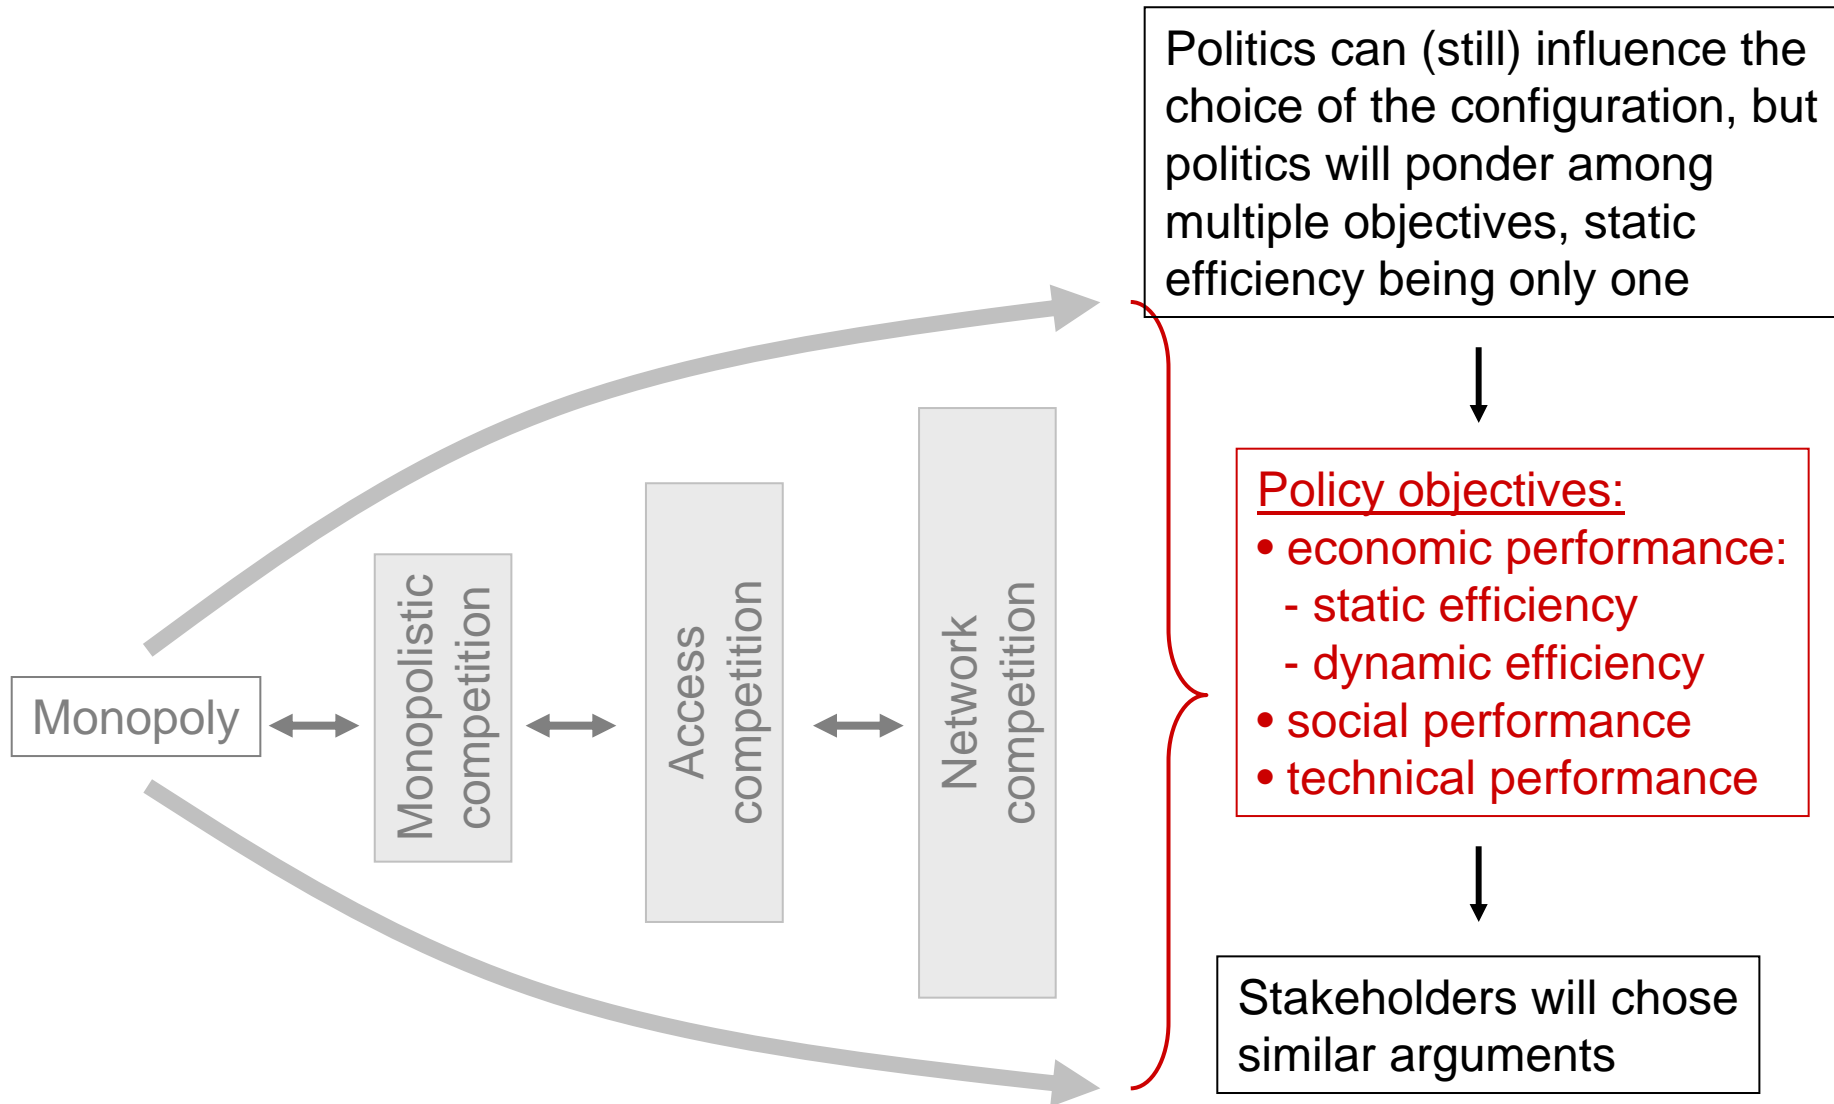 Politics can (still) influence the
choice of the configuration, but
politics will ponder among
multiple objectives, static
efficiency being only one
Monopoly
Monopolistic
competition
Access
competition
Network
competition
Policy objectives:
• economic performance:
- static efficiency
- dynamic efficiency
• social performance
• technical performance
Stakeholders will chose
similar arguments